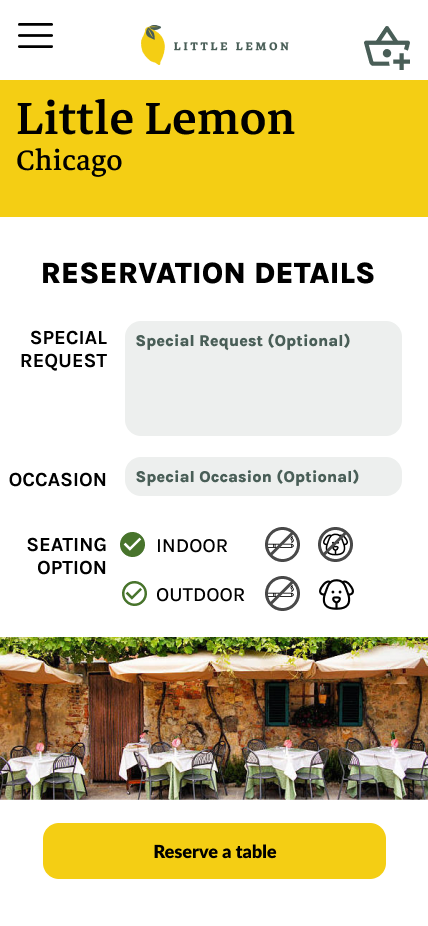 LITTLE LEMON
Little Lemon
Chicago
RESERVATION DETAILS
SPECIAL
REQUEST
Special Request (Optional)
OCCASION
Special Occasion (Optional)
SEATING
OPTION
INDOOR
OUTDOOR
Reserve a table